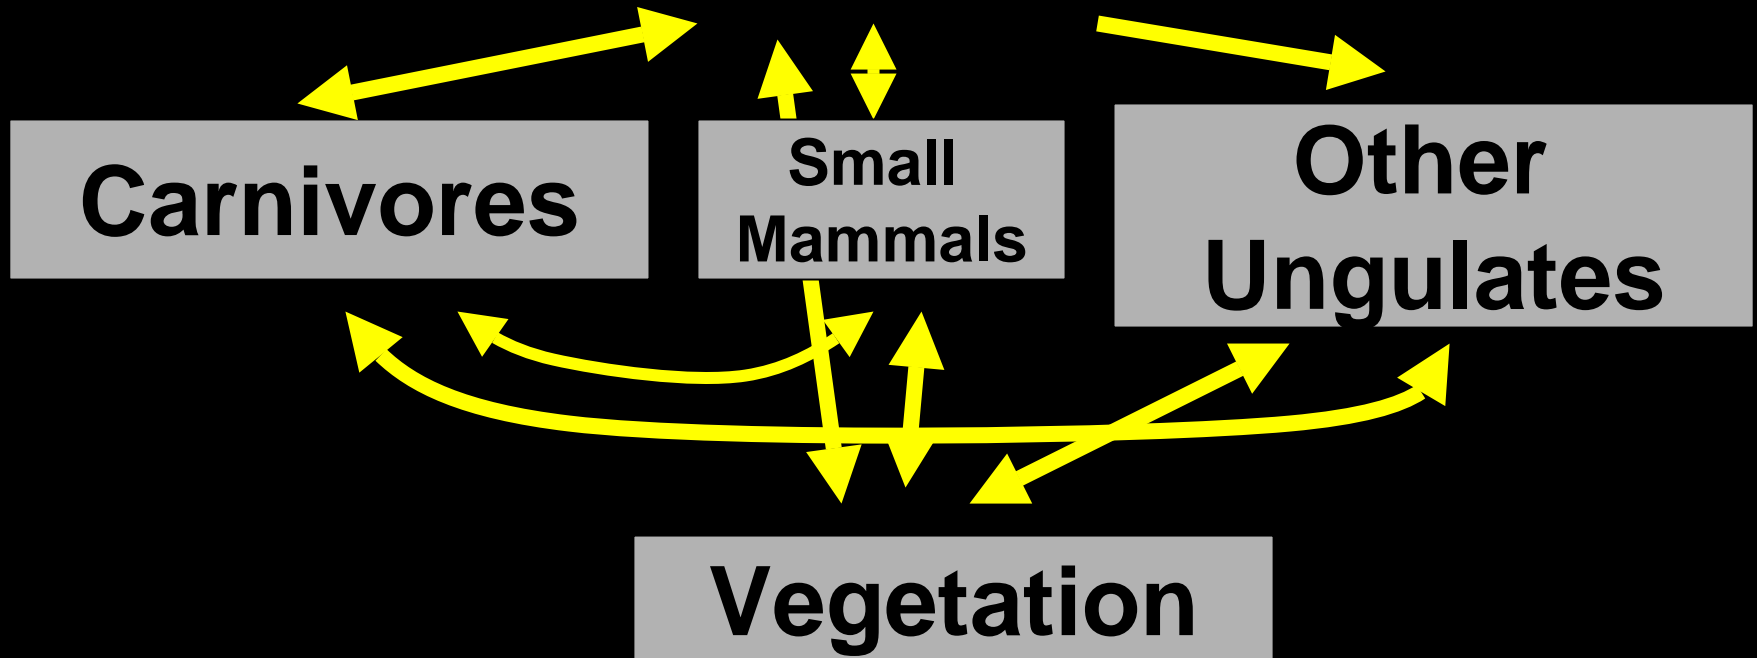 Carnivores
Small
Mammals
Other
Ungulates
Vegetation